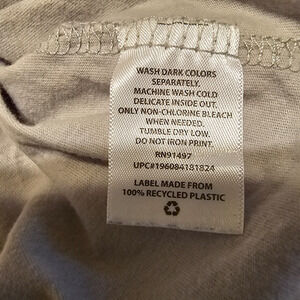 WASH DARK COLORS
SEPARATELY.
MACHINE WASH COLD
DELICATE INSIDE OUT.
ONLY NON-CHLORINE BLEACH
WHEN NEEDED.
TUMBLE DRY LOW.
DO NOT IRON PRINT.
RN91497
UPC#196084181824
LABEL MADE FROM
100% RECYCLED PLASTIC